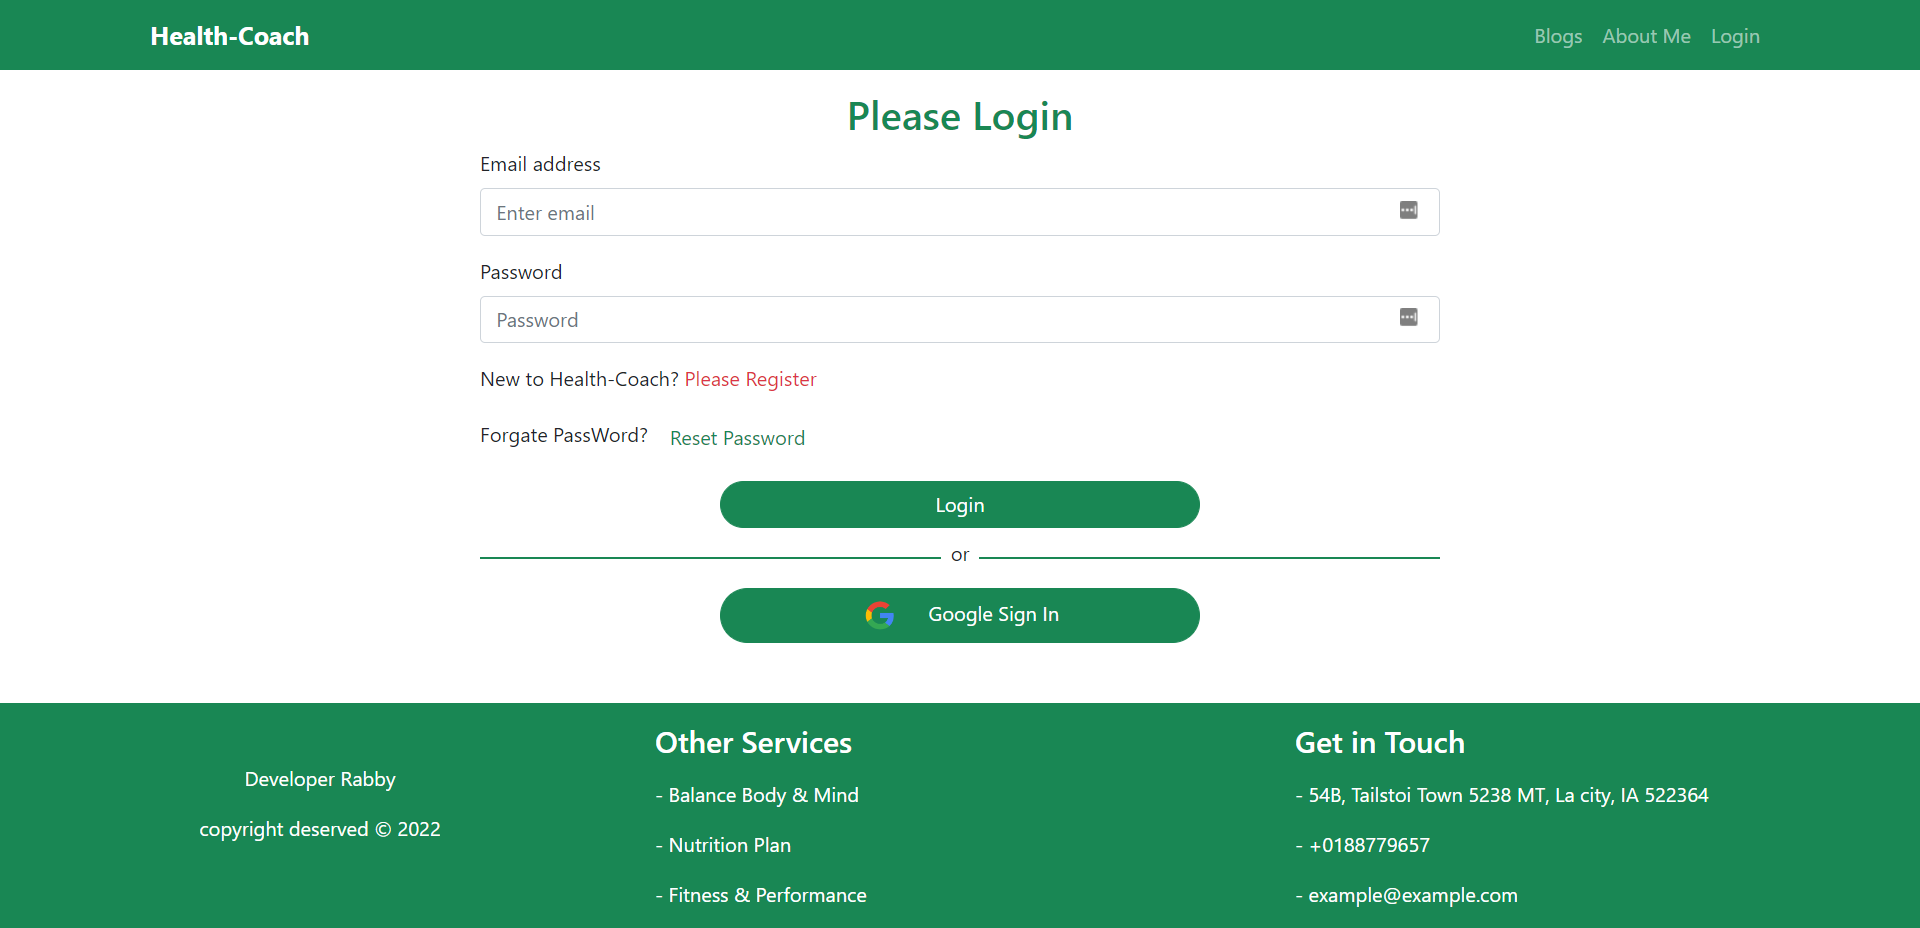 Health-Coach
Blogs About Me Login
Please Login
Email address
Enter email
Password
Password
New to Health-Coach? Please Register
Forgate PassWord? Reset Password
Login
or
Google Sign In
Developer Rabby
copyright deserved © 2022
Other Services
- Balance Body & Mind
- Nutrition Plan
- Fitness & Performance
Get in Touch
- 54B, Tailstoi Town 5238 MT, La city, IA 522364
- +0188779657
- example@example.com